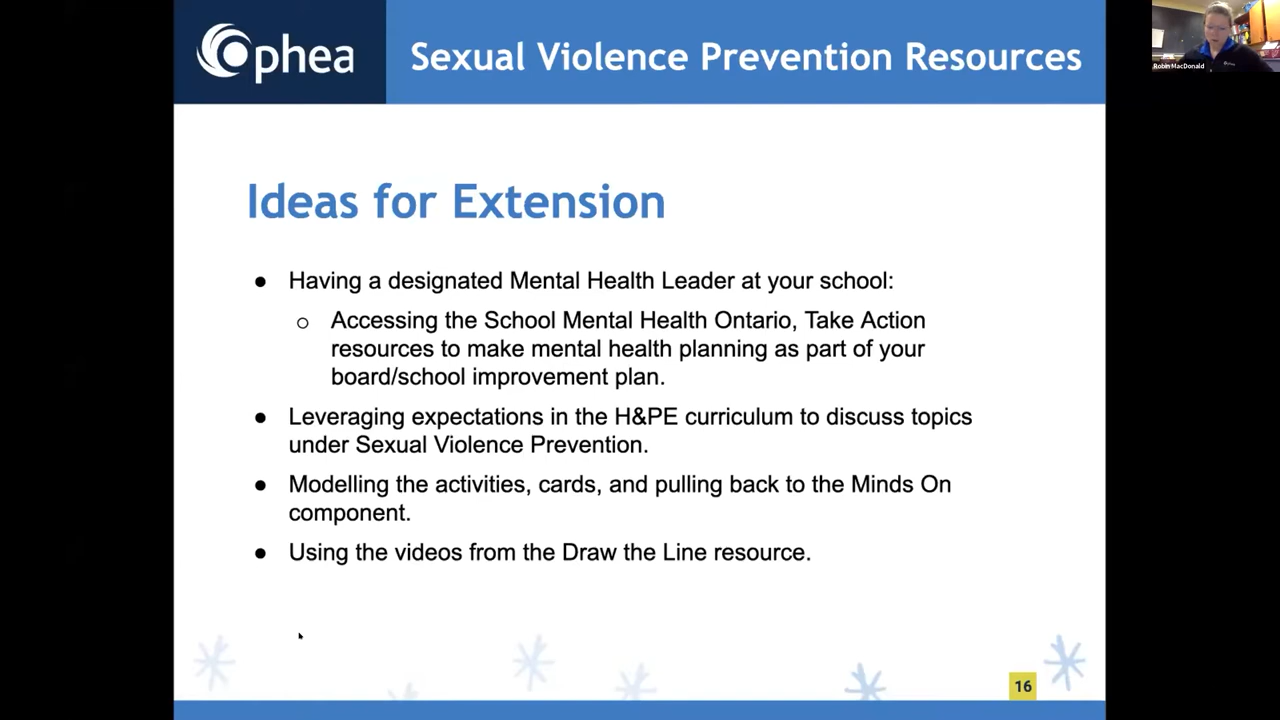 Ophea
Sexual Violence Prevention Resources
Robin MacDonald
Ideas for Extension
● Having a designated Mental Health Leader at your school:
○ Accessing the School Mental Health Ontario, Take Action
resources to make mental health planning as part of your
board/school improvement plan.
● Leveraging expectations in the H&PE curriculum to discuss topics
under Sexual Violence Prevention.
● Modelling the activities, cards, and pulling back to the Minds On
component.
● Using the videos from the Draw the Line resource.
16